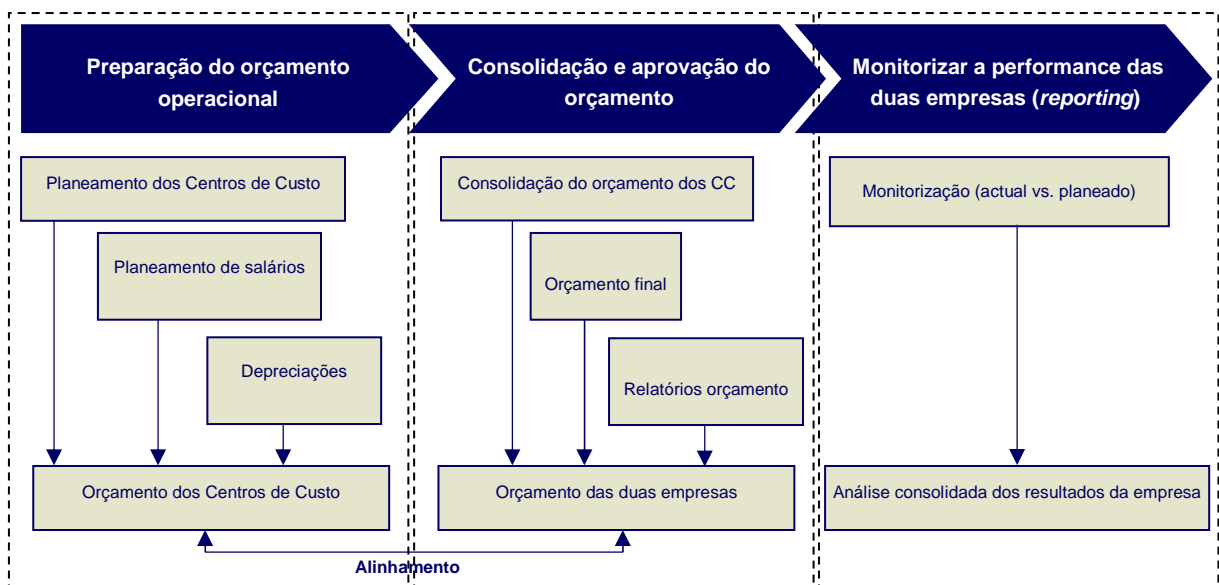 Preparação do orçamento
operacional
Consolidação e aprovação do
orçamento
Monitorizar a performance das
duas empresas (reporting)
Planeamento dos Centros de Custo
Planeamento de salários
Depreciações
Orçamento dos Centros de Custo
Consolidação do orçamento dos CC
Orçamento final
Relatórios orçamento
Orçamento das duas empresas
Monitorização (actual vs. planeado)
Análise consolidada dos resultados da empresa
Alinhamento